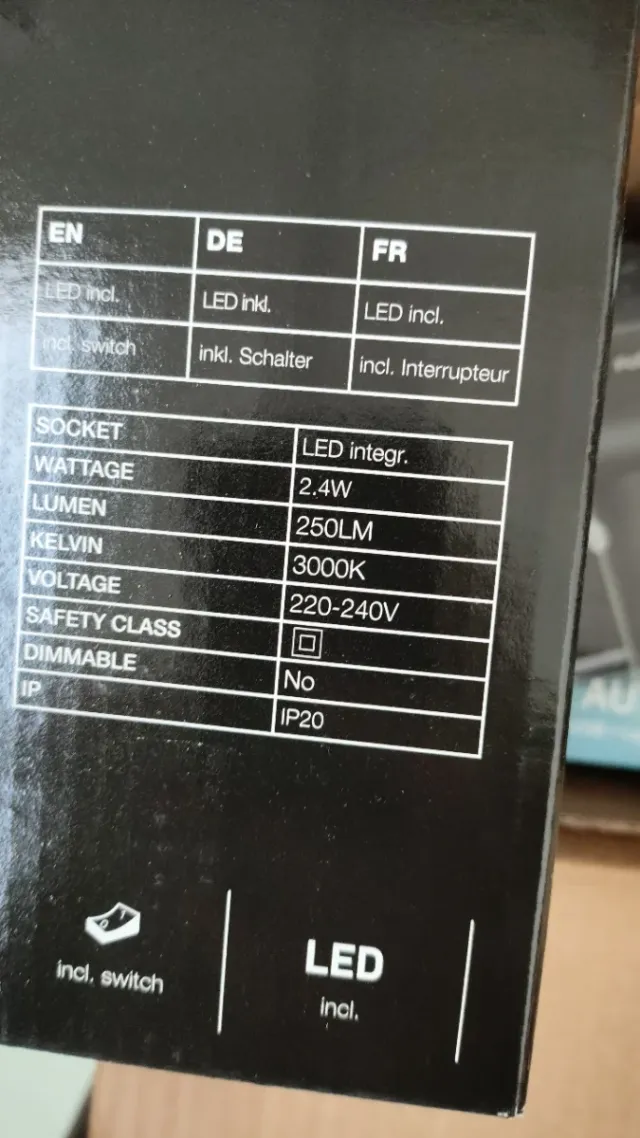 EN DE FR
LED incl. LED inkl. LED incl.
incl. switch inkl. Schalter incl. Interrupteur
SOCKET LED integr.
WATTAGE 2.4W
LUMEN 250LM
KELVIN 3000K
VOLTAGE 220-240V
SAFETY CLASS
DIMMABLE No
IP IP20
incl. switch
LED
incl.
AU